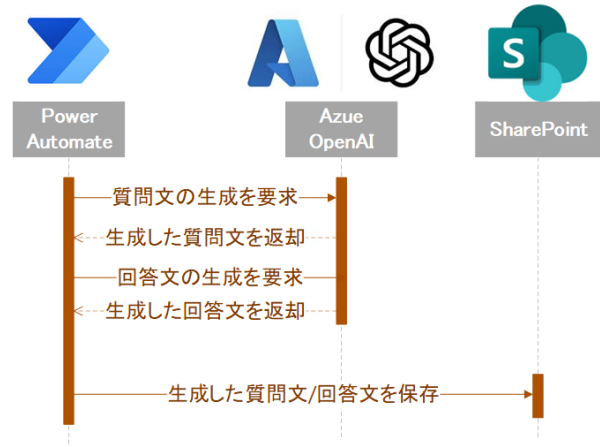 S
Power
Automate
Azue
OpenAI
SharePoint
質問文の生成を要求
生成した質問文を返却
回答文の生成を要求
生成した回答文を返却
生成した質問文/回答文を保存